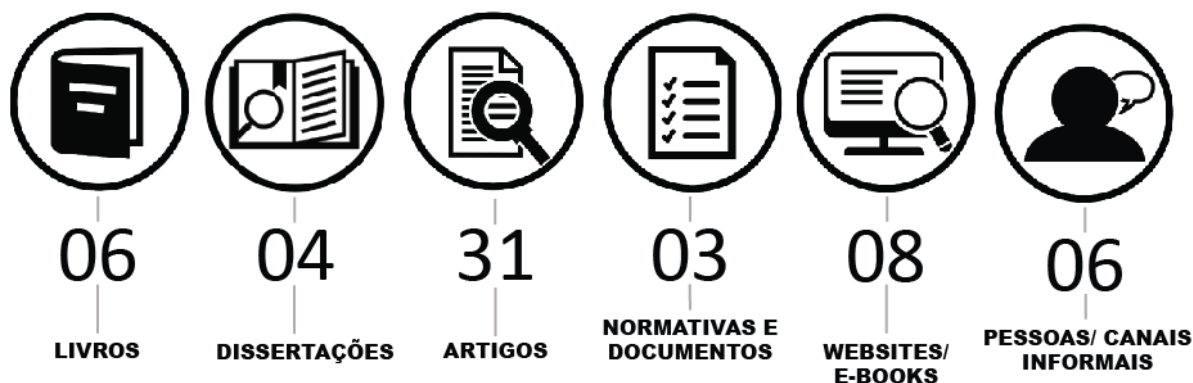 06
LIVROS
04
DISSERTAÇÕES
31
ARTIGOS
03
NORMATIVAS E
DOCUMENTOS
08
WEBSITES/
E-BOOKS
06
PESSOAS/ CANAIS
INFORMAIS